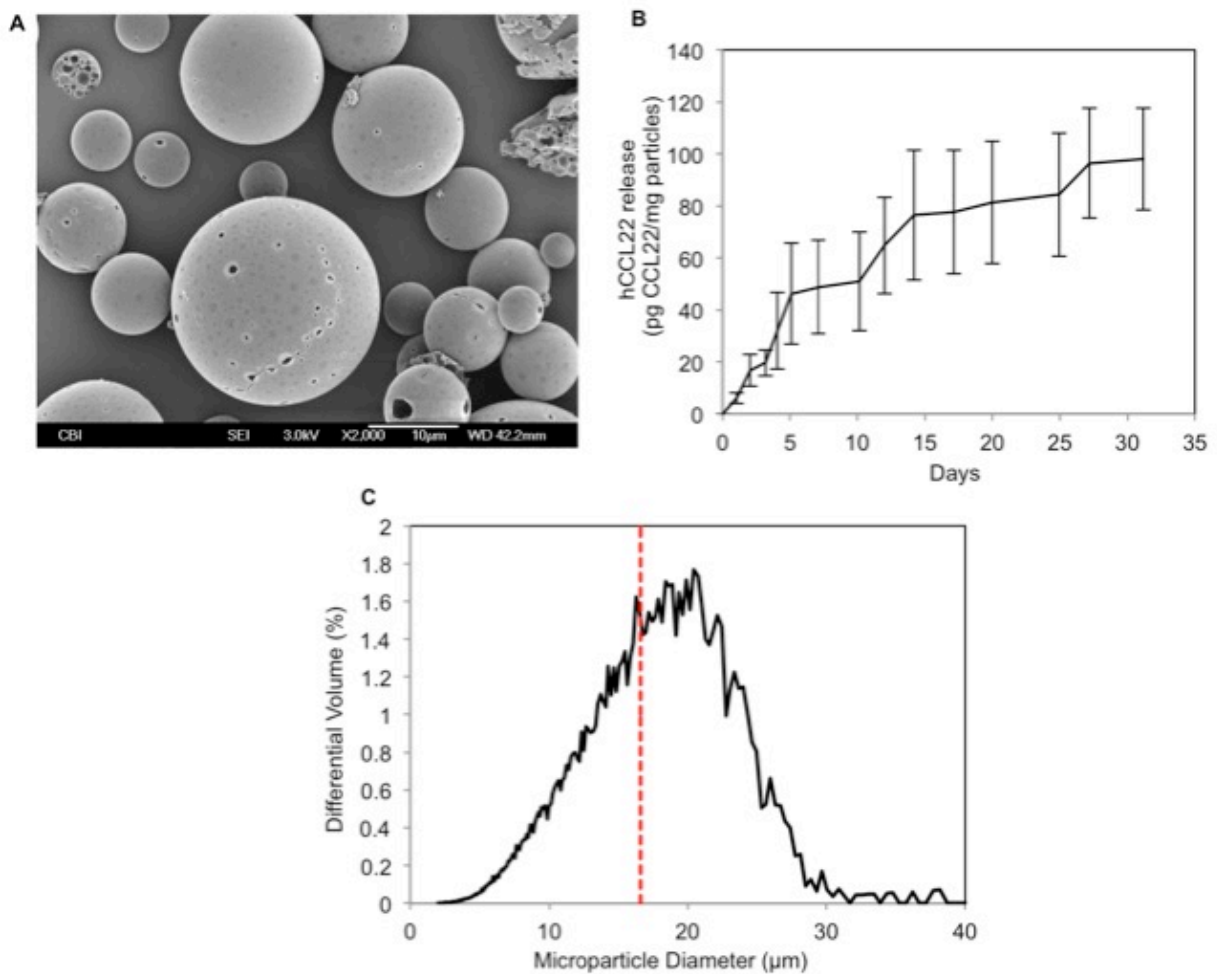 A
CBI SEI 3.0kV X2,000 10µm WD 42.2mm
B
hCCL22 release
(pg CCL22/mg particles)
140
120
100
80
60
40
20
0
0 5 10 15 20 25 30 35
Days
C
Differential Volume (%)
2
1.8
1.6
1.4
1.2
1
0.8
0.6
0.4
0.2
0
0 10 20 30 40
Microparticle Diameter (µm)